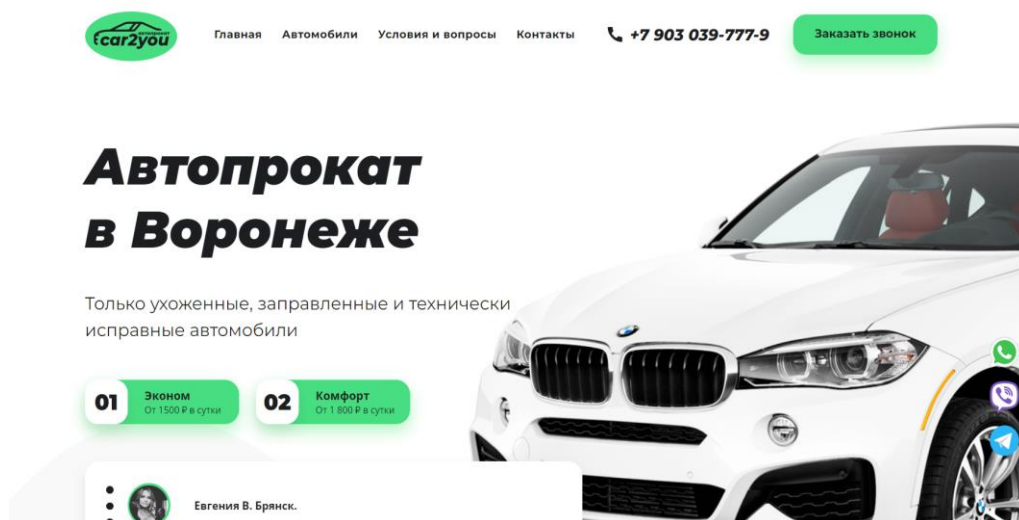 автопрокат
car2you
Главная Автомобили Условия и вопросы Контакты +7 903 039-777-9 Заказать звонок
Автопрокат
в Воронеже
Только ухоженные, заправленные и технически
исправные автомобили
01 Эконом
От 1500 ₽ в сутки
02 Комфорт
От 1 800 ₽ в сутки
Евгения В. Брянск.